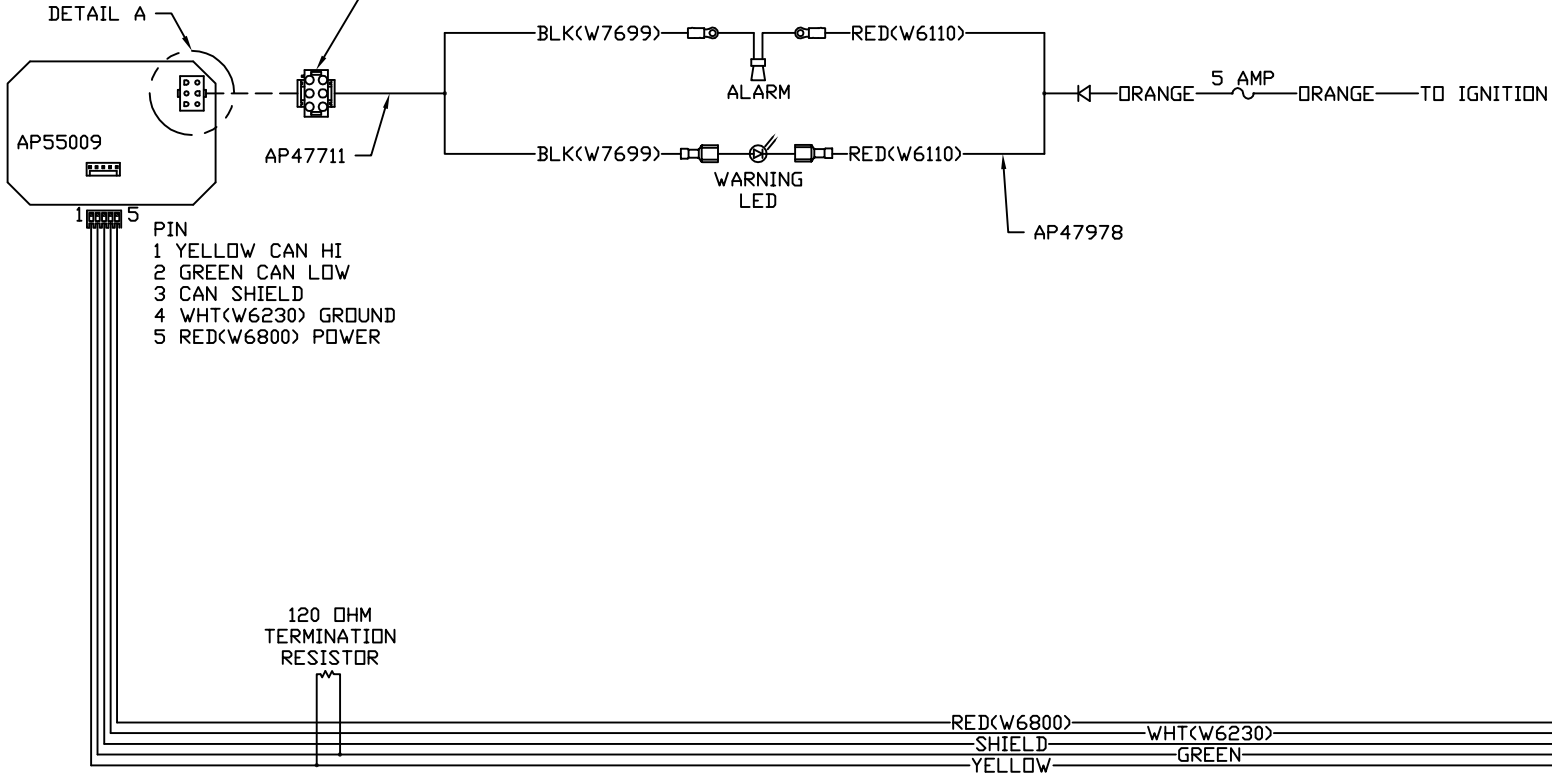 DETAIL A
BLK(W7699)
RED(W6110)
ALARM
5 AMP
ORANGE
ORANGE
TO IGNITION
AP55009
AP47711
BLK(W7699)
RED(W6110)
WARNING
LED
AP47978
1
5
PIN
1 YELLOW CAN HI
2 GREEN CAN LOW
3 CAN SHIELD
4 WHT(W6230) GROUND
5 RED(W6800) POWER
120 OHM
TERMINATION
RESISTOR
RED(W6800)
WHT(W6230)
SHIELD
GREEN
YELLOW